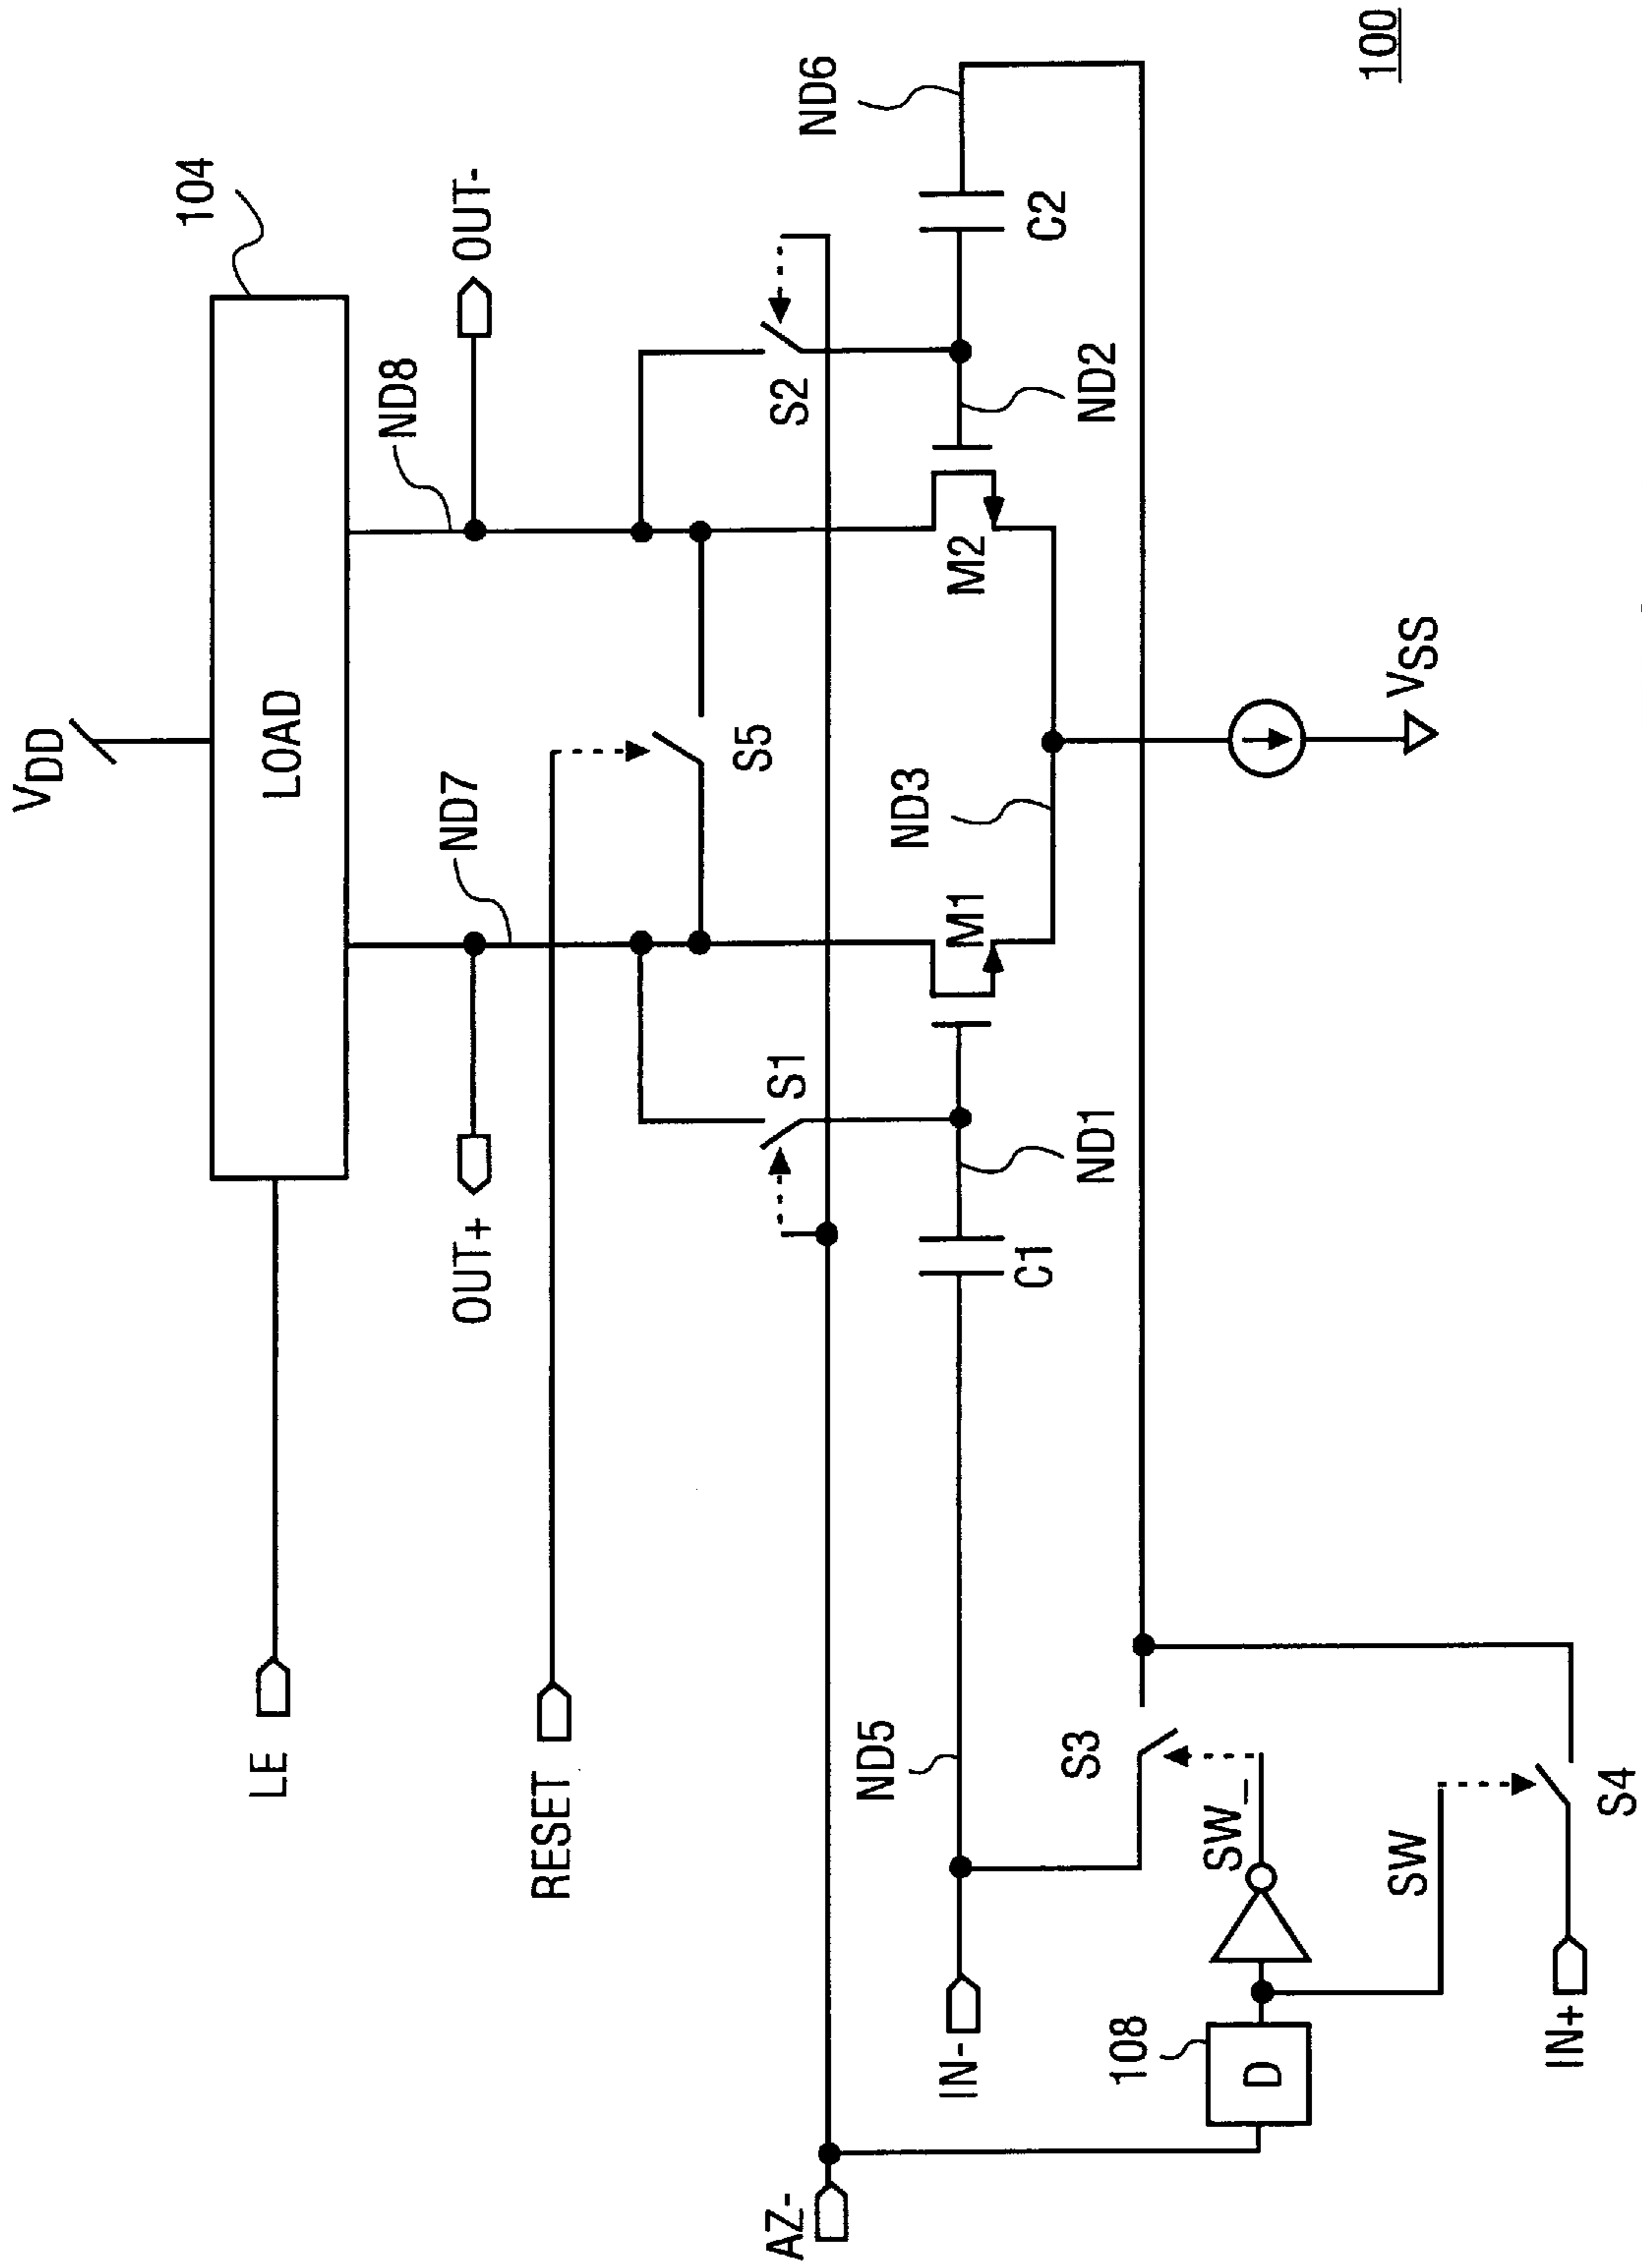 VDD
104
LE
LOAD
ND8
OUT-
OUT+
ND7
RESET
S5
S1
S2
ND6
AZ-
ND5
C1
ND1
M1
ND3
M2
ND2
C2
IN-
S3
108
D
SW_
SW
IN+
S4
VSS
100